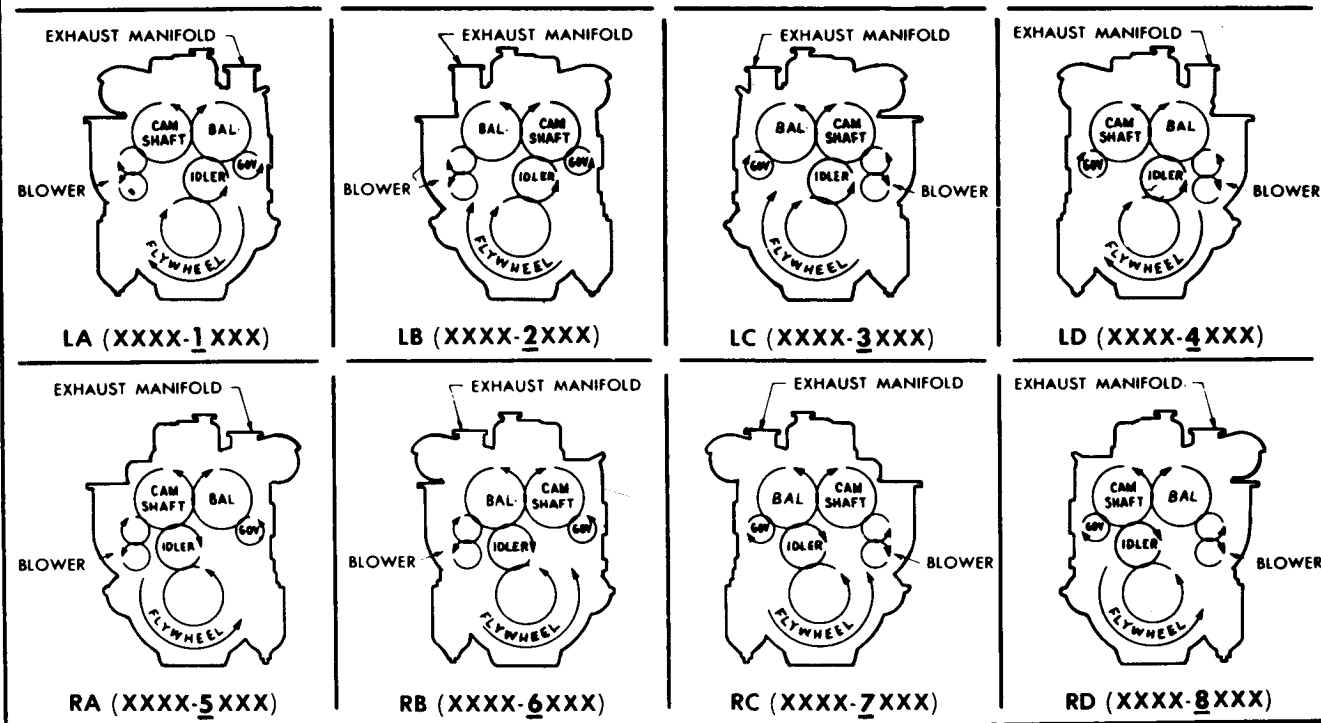 EXHAUST MANIFOLD
CAM SHAFT
BAL.
GOV
IDLER
BLOWER
FLYWHEEL
LA (XXXX-1XXX)
EXHAUST MANIFOLD
BAL.
CAM SHAFT
GOV
IDLER
BLOWER
FLYWHEEL
LB (XXXX-2XXX)
EXHAUST MANIFOLD
BAL.
CAM SHAFT
GOV
IDLER
BLOWER
FLYWHEEL
LC (XXXX-3XXX)
EXHAUST MANIFOLD
CAM SHAFT
BAL
GOV
IDLER
BLOWER
FLYWHEEL
LD (XXXX-4XXX)
EXHAUST MANIFOLD
CAM SHAFT
BAL
GOV
IDLER
BLOWER
FLYWHEEL
RA (XXXX-5XXX)
EXHAUST MANIFOLD
BAL.
CAM SHAFT
GOV
IDLER
BLOWER
FLYWHEEL
RB (XXXX-6XXX)
EXHAUST MANIFOLD
BAL
CAM SHAFT
GOV
IDLER
BLOWER
FLYWHEEL
RC (XXXX-7XXX)
EXHAUST MANIFOLD
CAM SHAFT
BAL
GOV
IDLER
BLOWER
FLYWHEEL
RD (XXXX-8XXX)